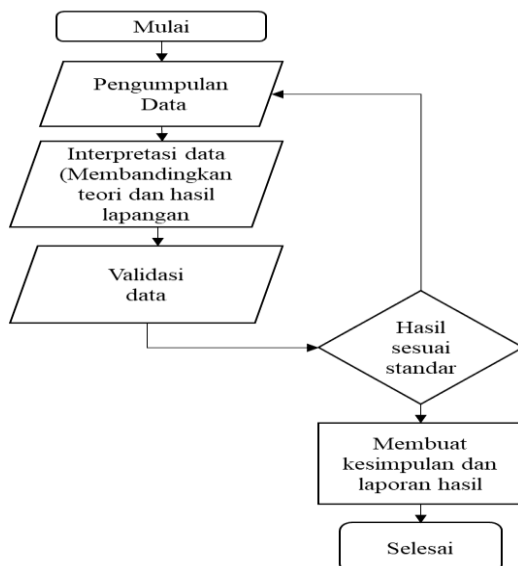 Mulai
Pengumpulan
Data
Interpretasi data
(Membandingkan
teori dan hasil
lapangan
Validasi
data
Hasil
sesuai
standar
Membuat
kesimpulan dan
laporan hasil
Selesai